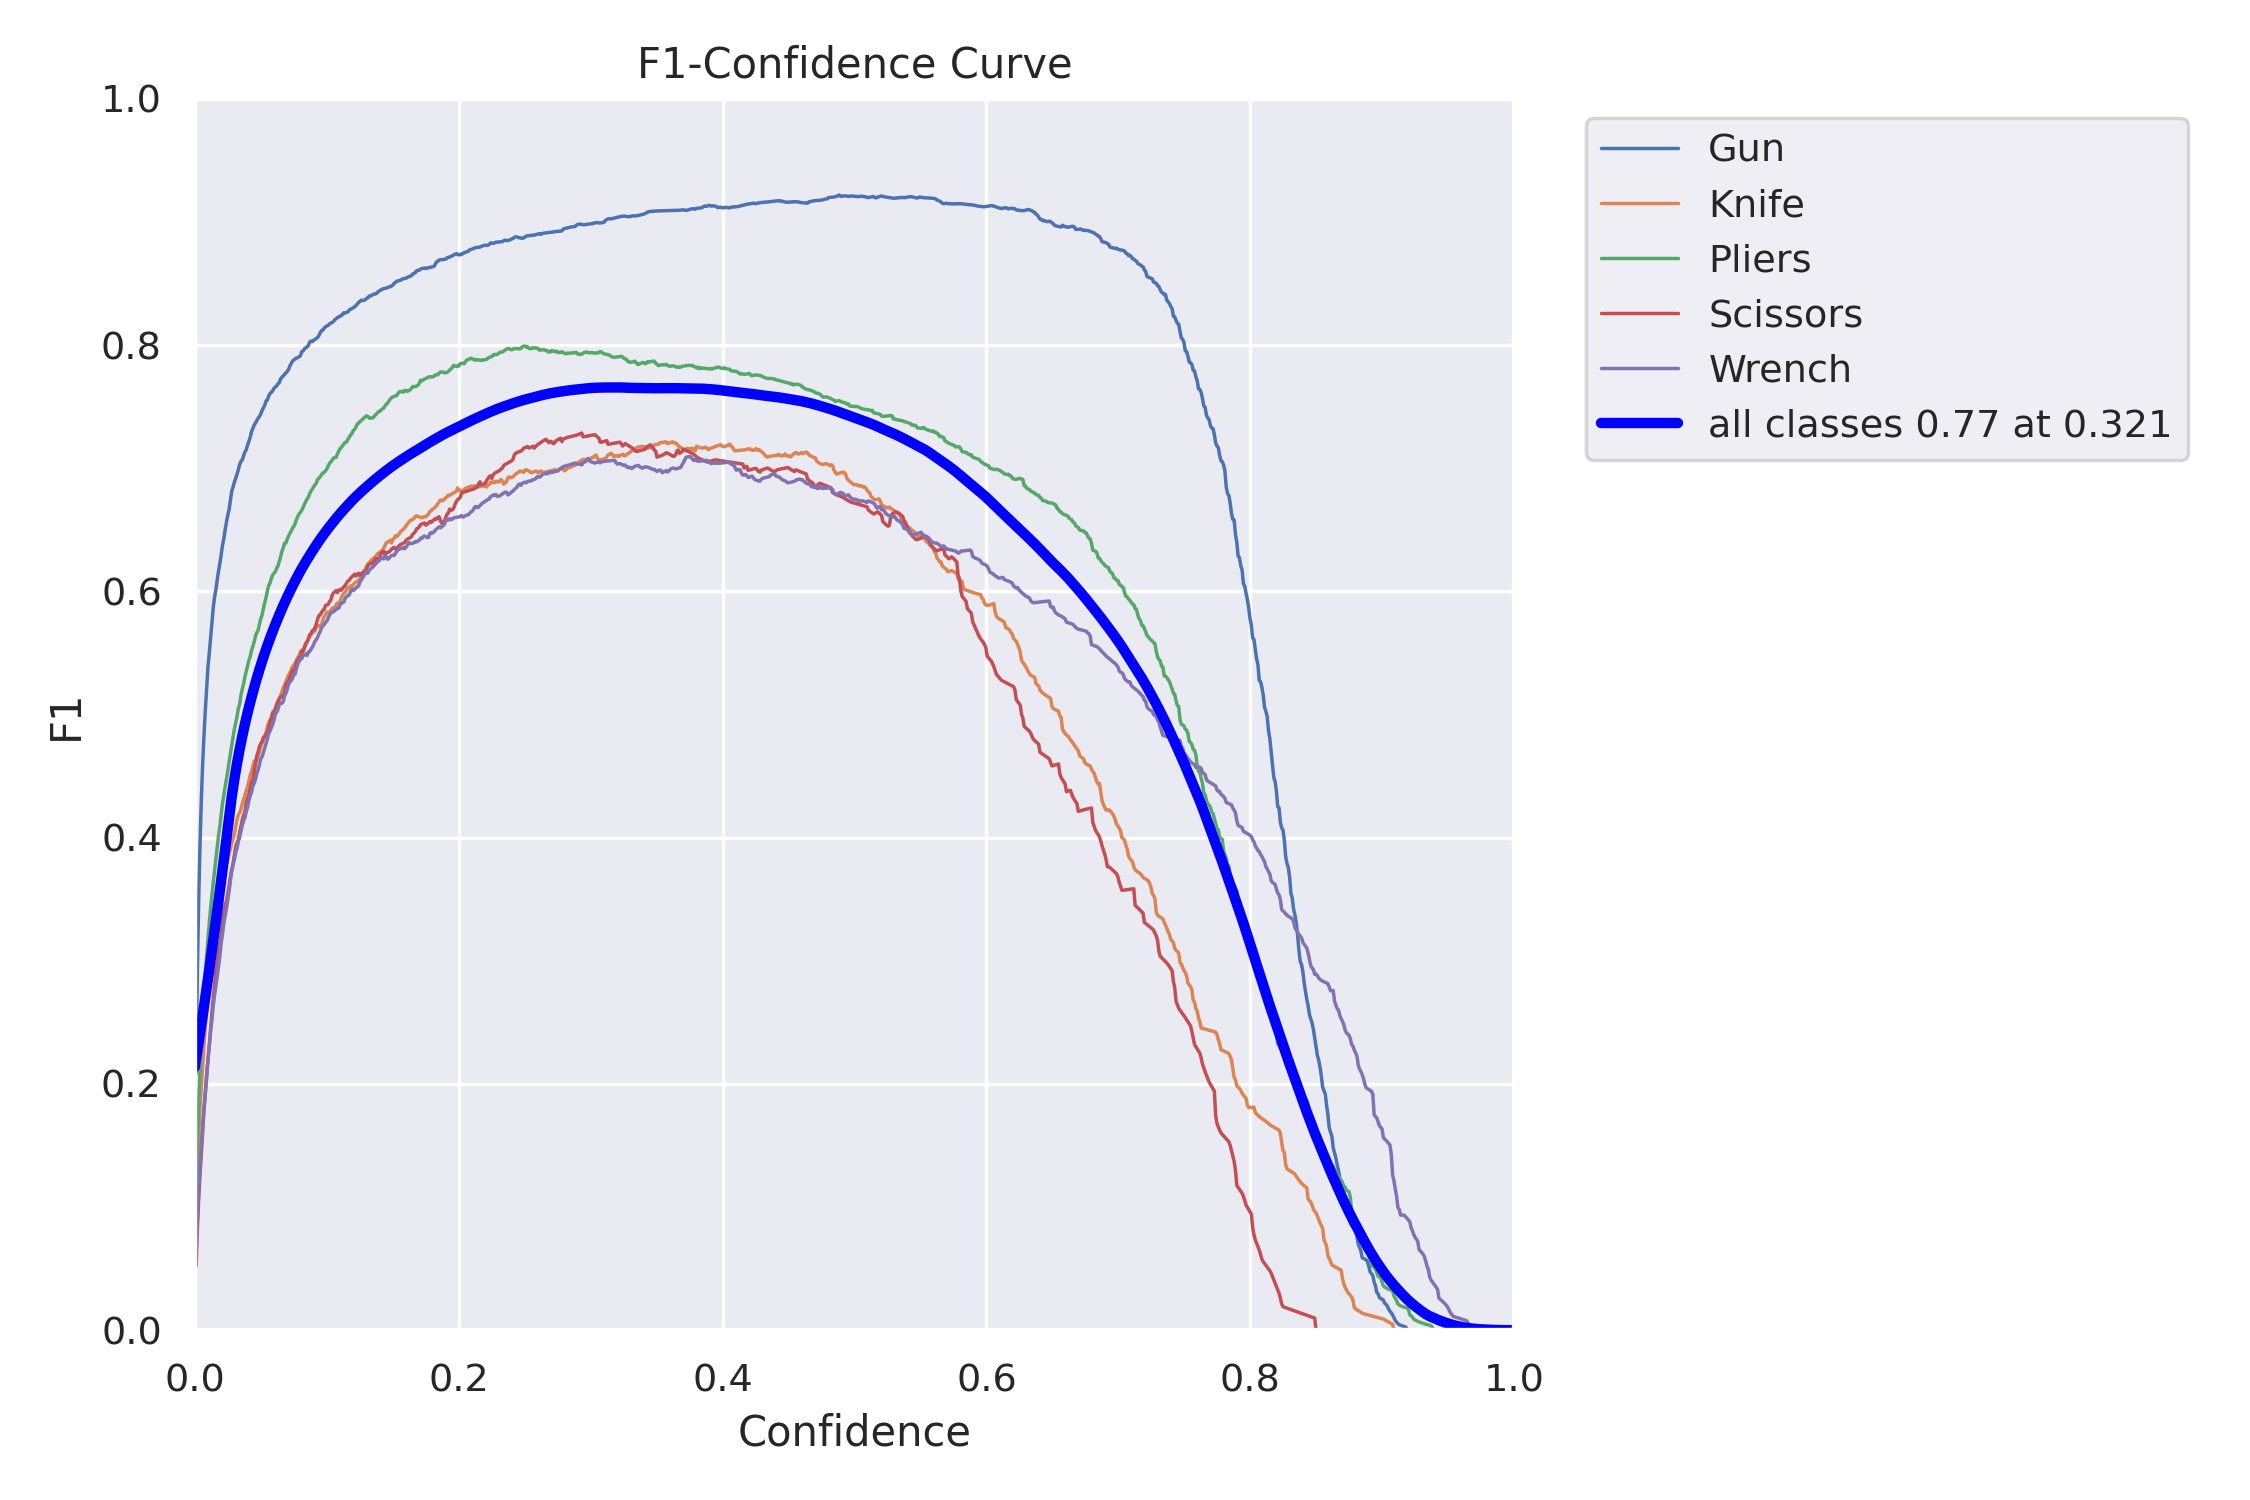 F1-Confidence Curve
1.0
0.8
0.6
0.4
0.2
0.0
F1
0.0 0.2 0.4 0.6 0.8 1.0
Confidence
Gun
Knife
Pliers
Scissors
Wrench
all classes 0.77 at 0.321